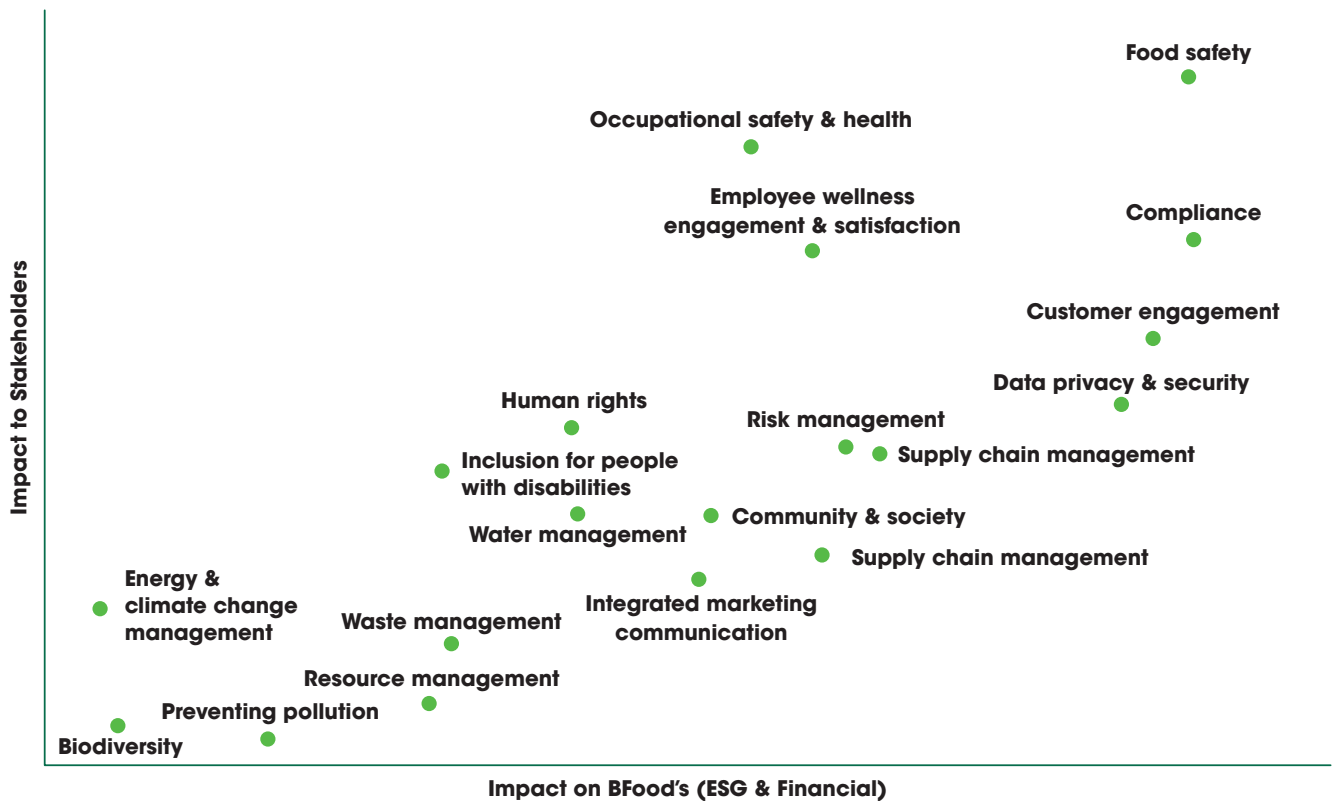 Food safety
Occupational safety & health
Employee wellness
engagement & satisfaction
Compliance
Customer engagement
Data privacy & security
Human rights
Risk management
Supply chain management
Inclusion for people
with disabilities
Water management
Community & society
Supply chain management
Energy &
climate change
management
Integrated marketing
communication
Waste management
Resource management
Preventing pollution
Biodiversity
Impact to Stakeholders
Impact on BFood's (ESG & Financial)